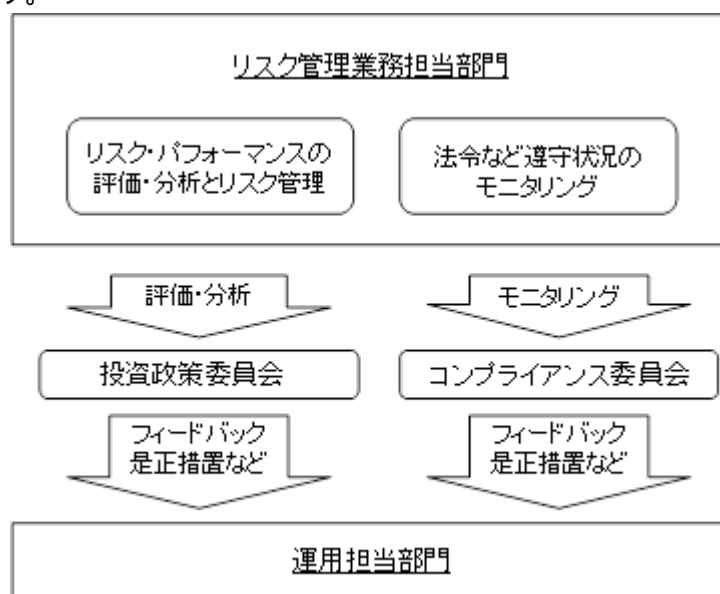 す。
リスク管理業務担当部門
リスク・パフォーマンスの
評価・分析とリスク管理
法令など遵守状況の
モニタリング
評価・分析
モニタリング
投資政策委員会
コンプライアンス委員会
フィードバック
是正措置など
フィードバック
是正措置など
運用担当部門